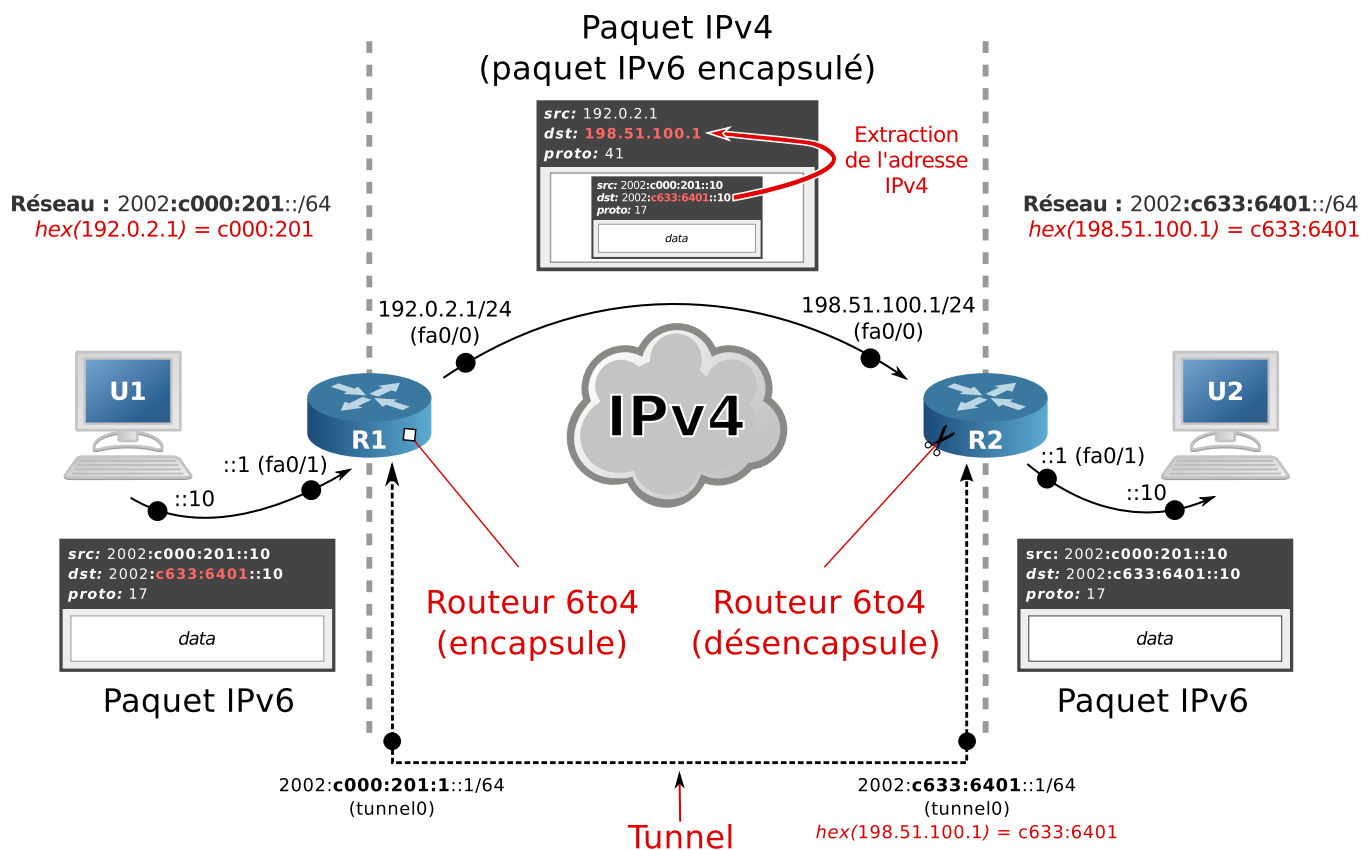 Paquet IPv4
(paquet IPv6 encapsulé)
src: 192.0.2.1
dst: 198.51.100.1
proto: 41
src: 2002:c000:201::10
dst: 2002:c633:6401::10
proto: 17
data
Extraction
de l'adresse
IPv4
Réseau : 2002:c000:201::/64
hex(192.0.2.1) = c000:201
Réseau : 2002:c633:6401::/64
hex(198.51.100.1) = c633:6401
192.0.2.1/24
(fa0/0)
198.51.100.1/24
(fa0/0)
U1
R1
IPv4
R2
U2
::1 (fa0/1)
::10
::1 (fa0/1)
::10
src: 2002:c000:201::10
dst: 2002:c633:6401::10
proto: 17
data
Paquet IPv6
Routeur 6to4
(encapsule)
Routeur 6to4
(désencapsule)
src: 2002:c000:201::10
dst: 2002:c633:6401::10
proto: 17
data
Paquet IPv6
2002:c000:201:1::1/64
(tunnel0)
Tunnel
2002:c633:6401::1/64
(tunnel0)
hex(198.51.100.1) = c633:6401